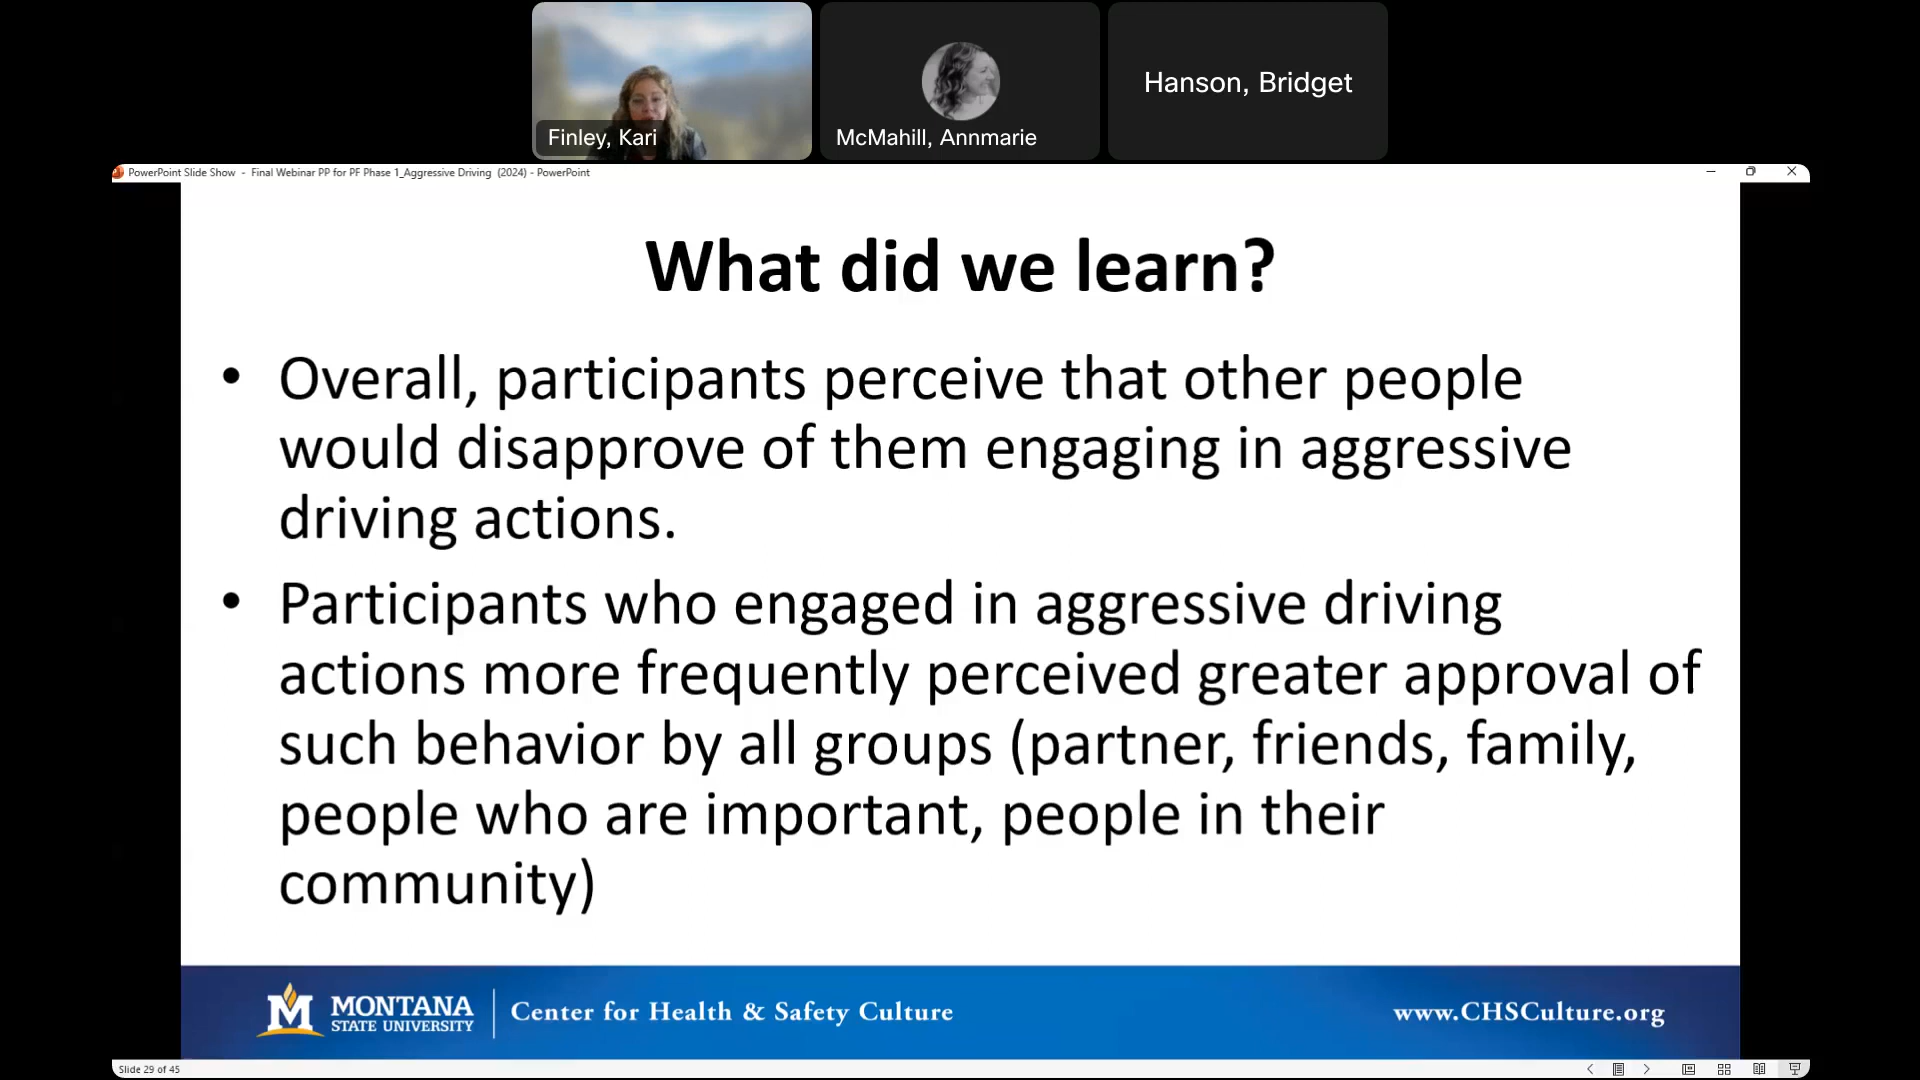 Finley, Kari
McMahill, Annmarie
Hanson, Bridget
PowerPoint Slide Show - Final Webinar PP for PF Phase 1_Aggressive Driving (2024) - PowerPoint
What did we learn?
• Overall, participants perceive that other people
would disapprove of them engaging in aggressive
driving actions.
• Participants who engaged in aggressive driving
actions more frequently perceived greater approval of
such behavior by all groups (partner, friends, family,
people who are important, people in their
community)
M MONTANA
STATE UNIVERSITY
Center for Health & Safety Culture
www.CHSCulture.org
Slide 29 of 45